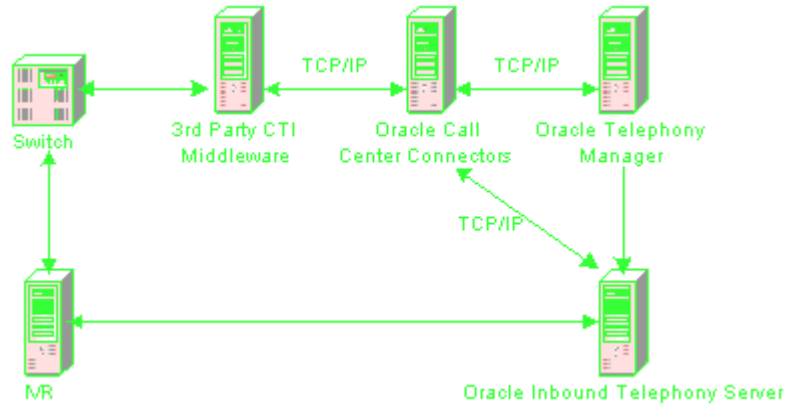 TCP/IP
TCP/IP
Switch
3rd Party CTI
Middleware
Oracle Call
Center Connectors
Oracle Telephony
Manager
TCP/IP
IVR
Oracle Inbound Telephony Server